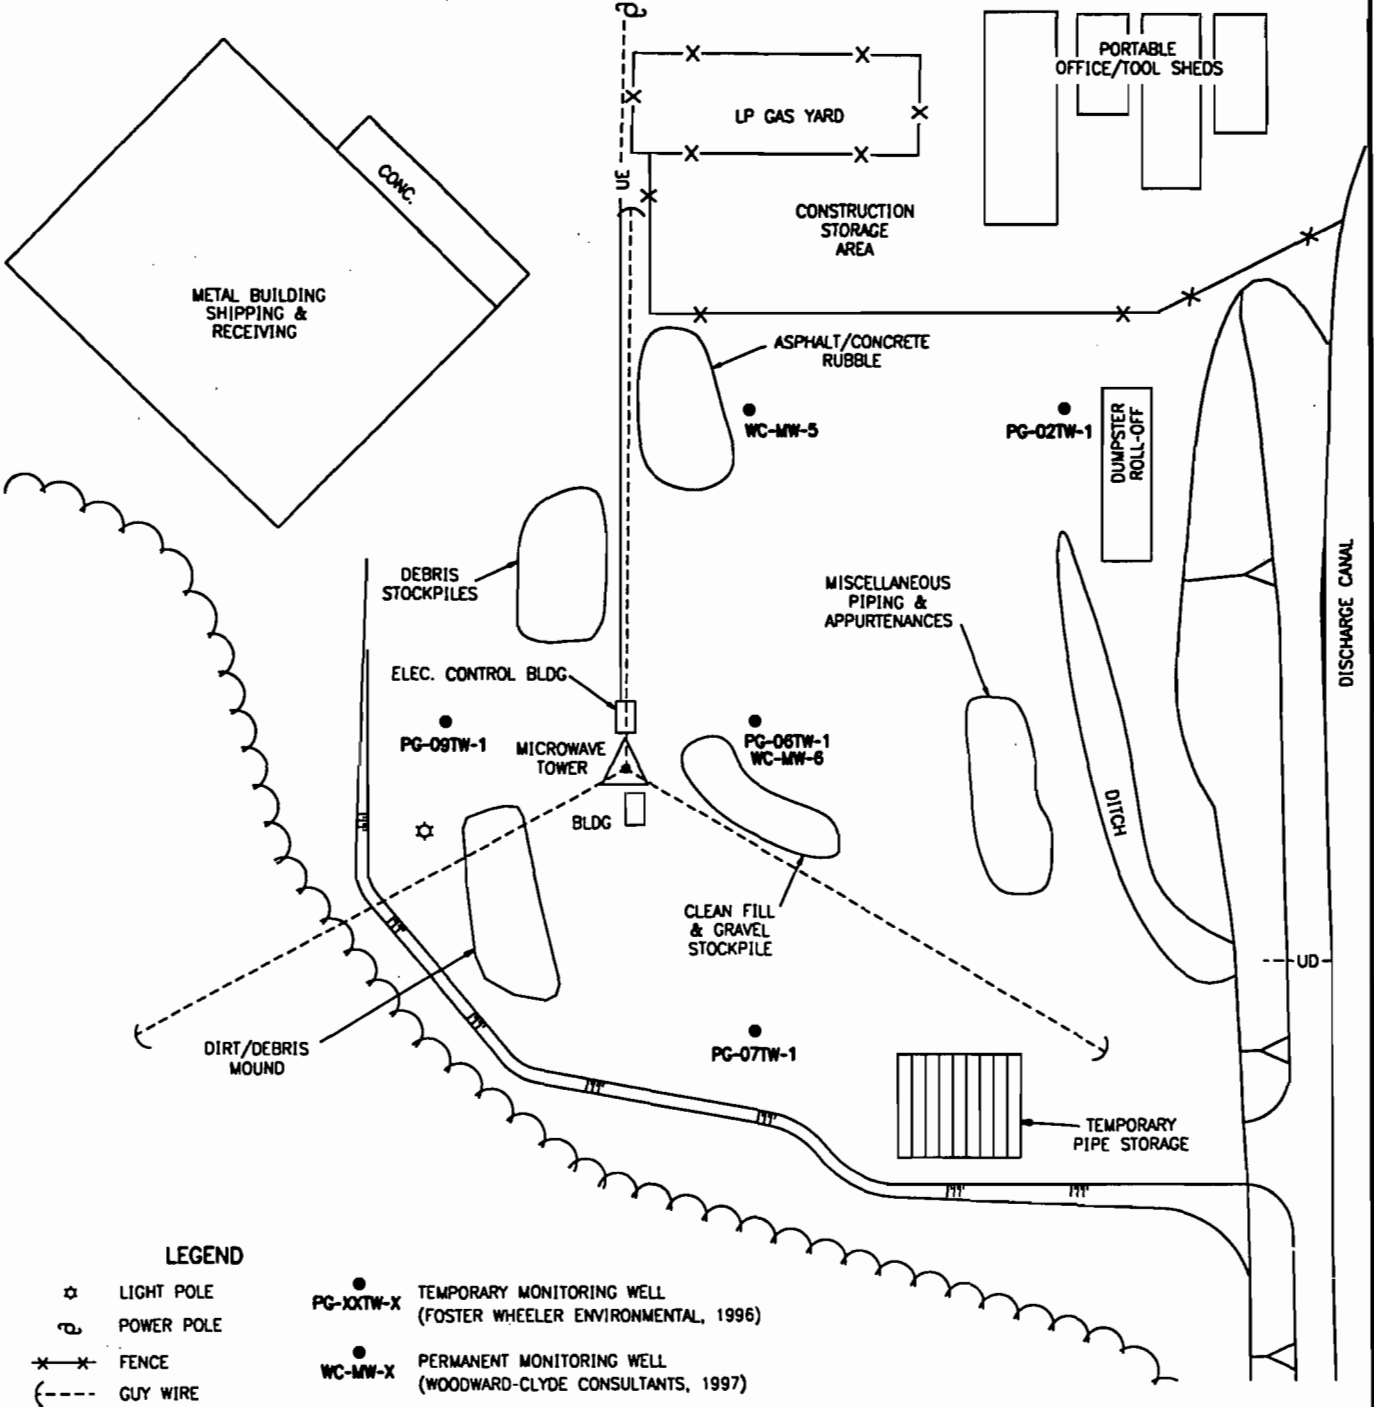 PORTABLE
OFFICE/TOOL SHEDS
LP GAS YARD
CONC.
UE
CONSTRUCTION
STORAGE
AREA
METAL BUILDING
SHIPPING &
RECEIVING
ASPHALT/CONCRETE
RUBBLE
WC-MW-5
PG-02TW-1
DUMPSTER
ROLL-OFF
DISCHARGE CANAL
DEBRIS
STOCKPILES
MISCELLANEOUS
PIPING &
APPURTENANCES
ELEC. CONTROL BLDG
PG-09TW-1
MICROWAVE
TOWER
PG-06TW-1
WC-MW-6
BLDG
DITCH
CLEAN FILL
& GRAVEL
STOCKPILE
UD
DIRT/DEBRIS
MOUND
PG-07TW-1
TEMPORARY
PIPE STORAGE
LEGEND
LIGHT POLE
POWER POLE
FENCE
GUY WIRE
PG-XXTW-X
TEMPORARY MONITORING WELL
(FOSTER WHEELER ENVIRONMENTAL, 1996)
WC-MW-X
PERMANENT MONITORING WELL
(WOODWARD-CLYDE CONSULTANTS, 1997)